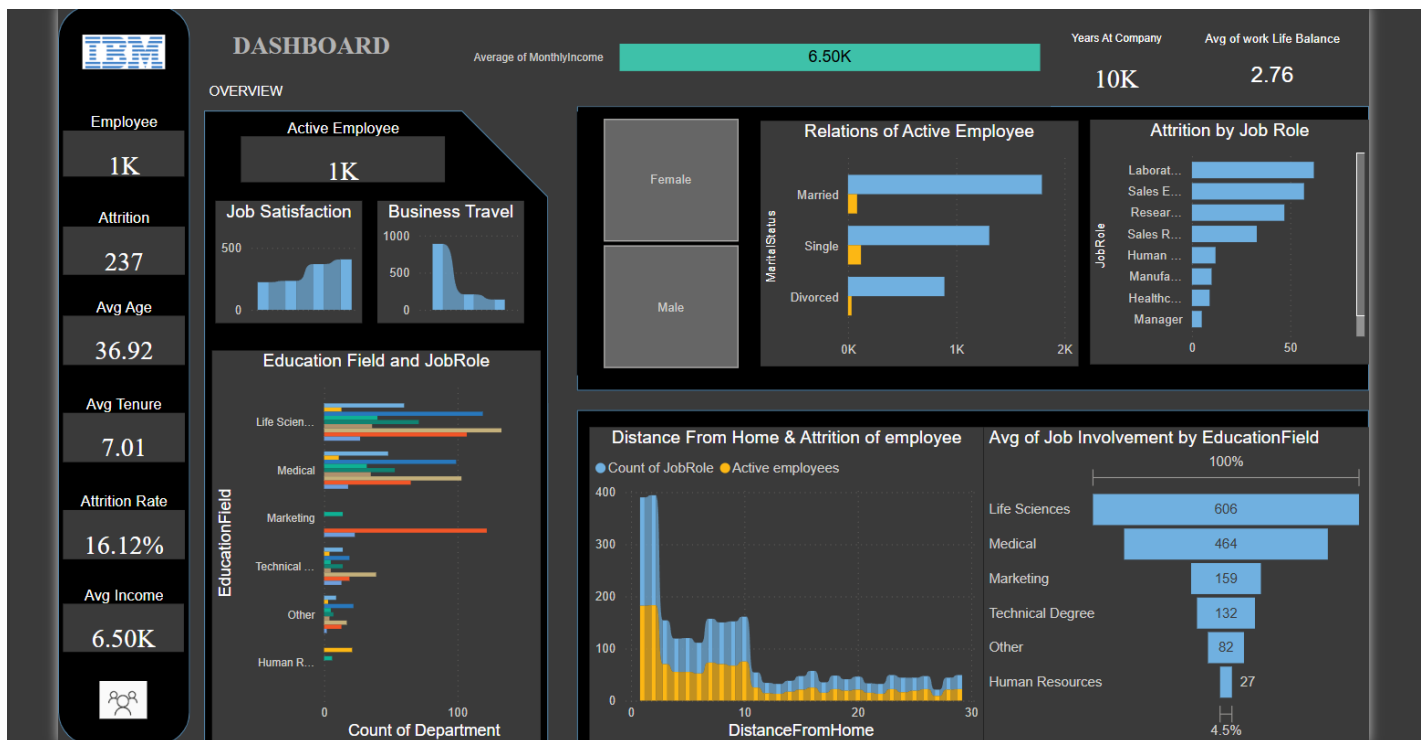 IBM
DASHBOARD
OVERVIEW
Average of MonthlyIncome
6.50K
Years At Company
10K
Avg of work Life Balance
2.76
Employee
1K
Attrition
237
Avg Age
36.92
Avg Tenure
7.01
Attrition Rate
16.12%
Avg Income
6.50K
Active Employee
1K
Job Satisfaction
500
0
Business Travel
1000
500
0
Education Field and JobRole
EducationField
Life Scien...
Medical
Marketing
Technical ...
Other
Human R...
0 100
Count of Department
Female
Male
Relations of Active Employee
MaritalStatus
Married
Single
Divorced
0K 1K 2K
Attrition by Job Role
JobRole
Laborat...
Sales E...
Resear...
Sales R...
Human ...
Manufa...
Healthc...
Manager
0 50
Distance From Home & Attrition of employee
Count of JobRole Active employees
400
300
200
100
0
0 10 20 30
DistanceFromHome
Avg of Job Involvement by EducationField
100%
Life Sciences 606
Medical 464
Marketing 159
Technical Degree 132
Other 82
Human Resources 27
4.5%